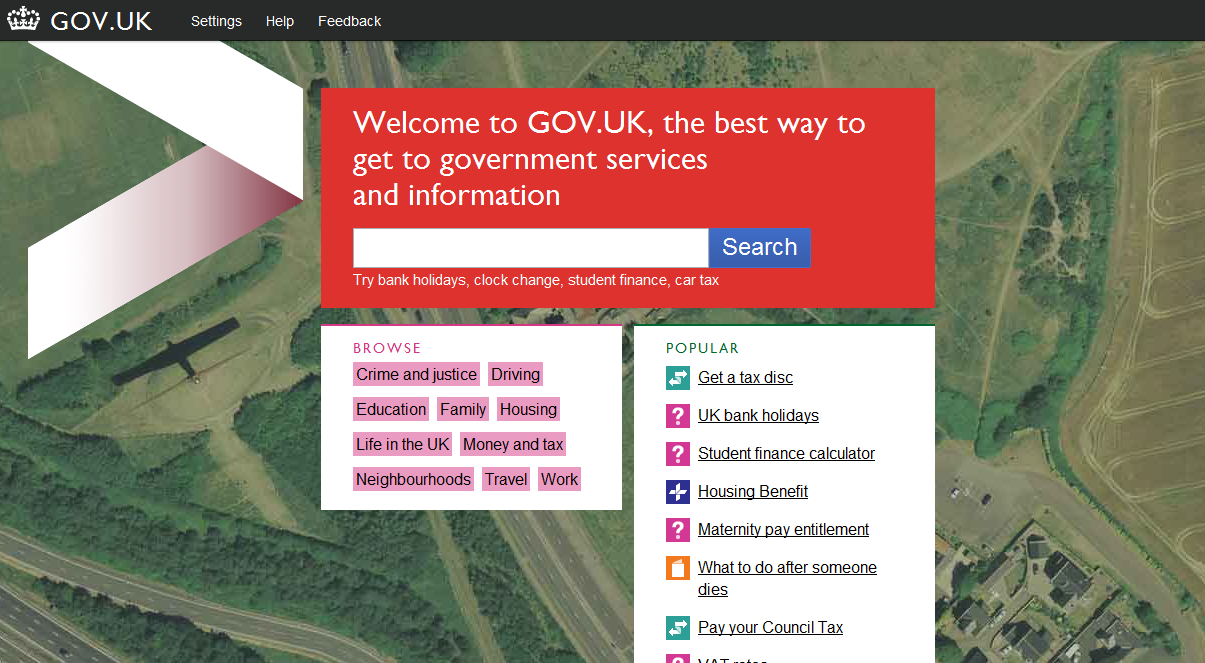 GOV.UK Settings Help Feedback
Welcome to GOV.UK, the best way to
get to government services
and information
Search
Try bank holidays, clock change, student finance, car tax
BROWSE
Crime and justice Driving
Education Family Housing
Life in the UK Money and tax
Neighbourhoods Travel Work
POPULAR
Get a tax disc
? UK bank holidays
? Student finance calculator
Housing Benefit
? Maternity pay entitlement
What to do after someone
dies
Pay your Council Tax
? VAT rates